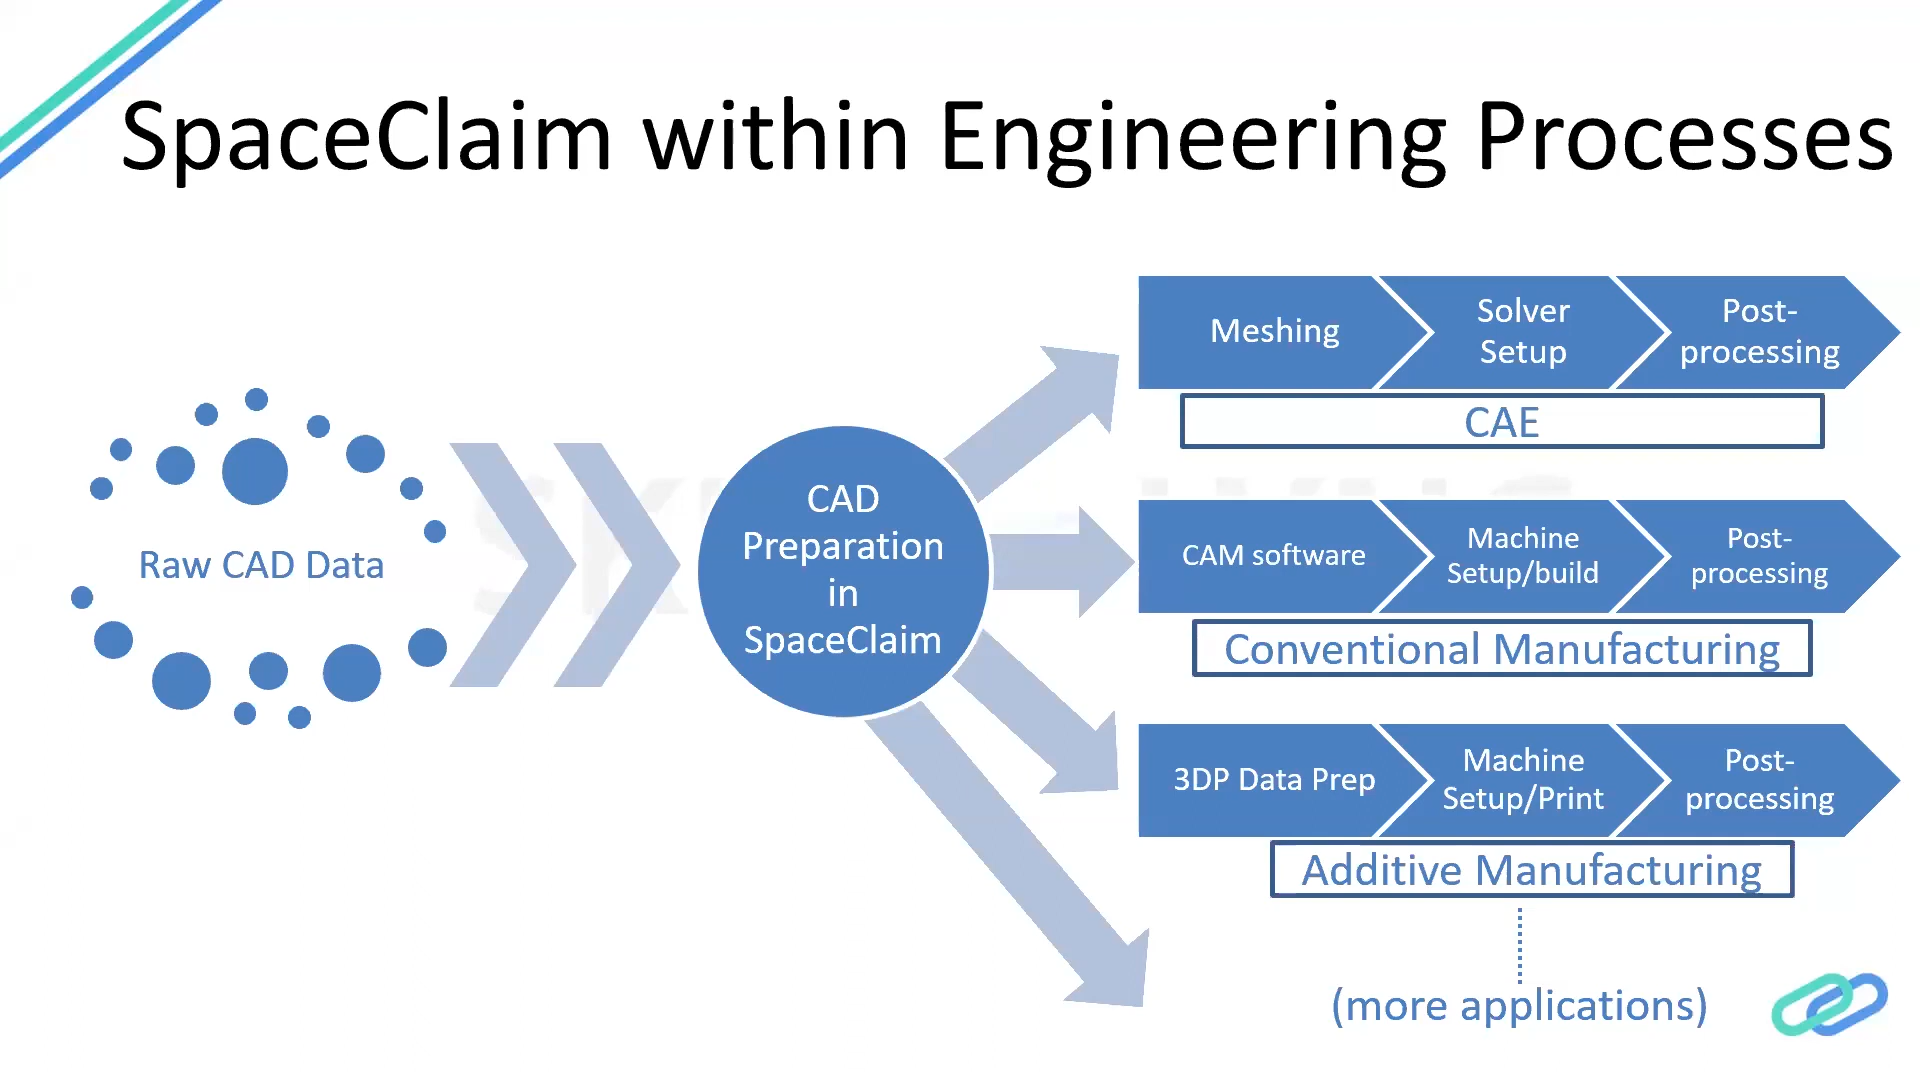 SpaceClaim within Engineering Processes
Raw CAD Data
CAD
Preparation
in
SpaceClaim
Meshing
Solver
Setup
Post-
processing
CAE
CAM software
Machine
Setup/build
Post-
processing
Conventional Manufacturing
3DP Data Prep
Machine
Setup/Print
Post-
processing
Additive Manufacturing
(more applications)